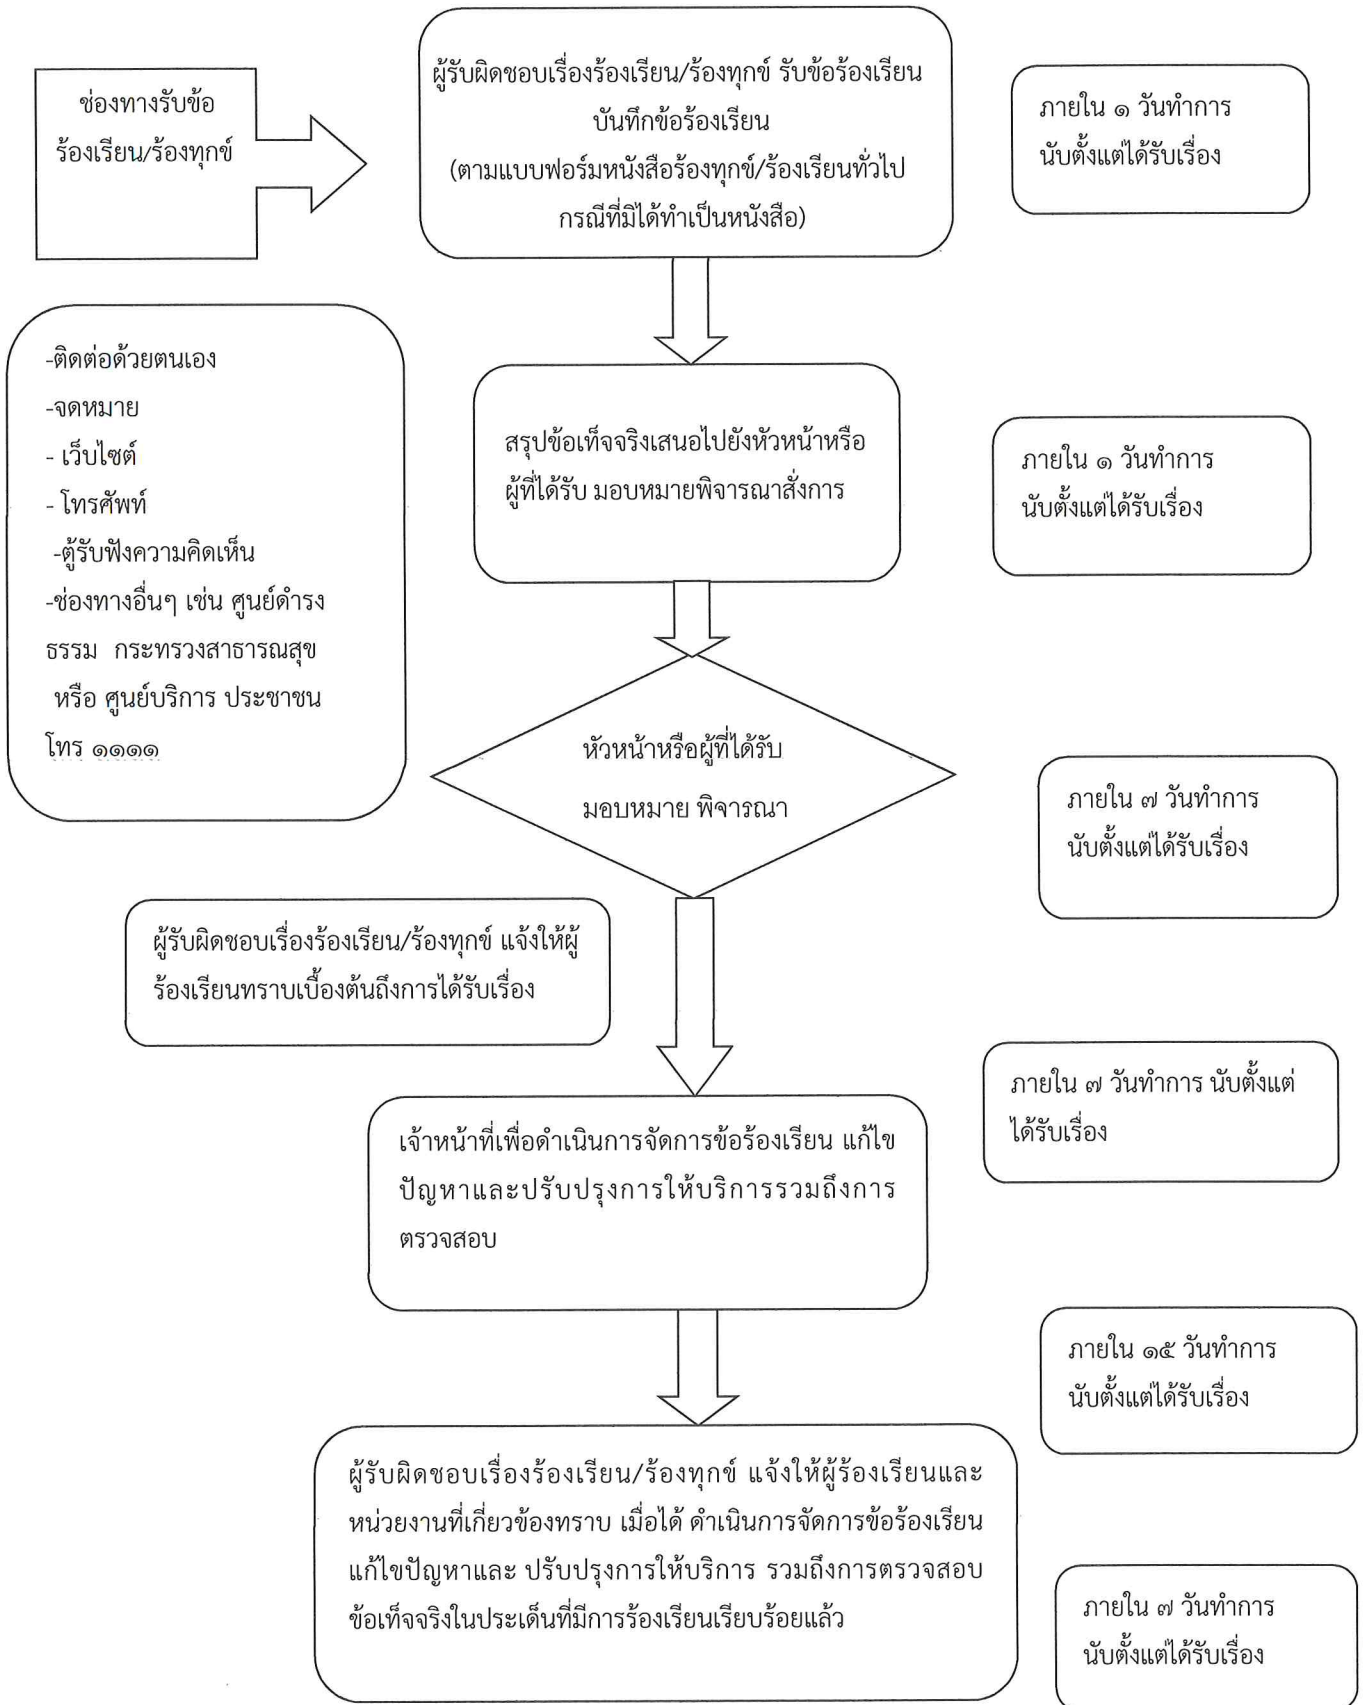 ช่องทางรับข้อ
ร้องเรียน/ร้องทุกข์
ผู้รับผิดชอบเรื่องร้องเรียน/ร้องทุกข์ รับข้อร้องเรียน
บันทึกข้อร้องเรียน
(ตามแบบฟอร์มหนังสือร้องทุกข์/ร้องเรียนทั่วไป
กรณีที่มิได้ทำเป็นหนังสือ)
ภายใน ๑ วันทำการ
นับตั้งแต่ได้รับเรื่อง
-ติดต่อด้วยตนเอง
-จดหมาย
- เว็บไซต์
- โทรศัพท์
-ตู้รับฟังความคิดเห็น
-ช่องทางอื่นๆ เช่น ศูนย์ดำรง
ธรรม กระทรวงสาธารณสุข
หรือ ศูนย์บริการ ประชาชน
โทร ๑๑๑๑
สรุปข้อเท็จจริงเสนอไปยังหัวหน้าหรือ
ผู้ที่ได้รับ มอบหมายพิจารณาสั่งการ
ภายใน ๑ วันทำการ
นับตั้งแต่ได้รับเรื่อง
หัวหน้าหรือผู้ที่ได้รับ
มอบหมาย พิจารณา
ภายใน ๗ วันทำการ
นับตั้งแต่ได้รับเรื่อง
ผู้รับผิดชอบเรื่องร้องเรียน/ร้องทุกข์ แจ้งให้ผู้
ร้องเรียนทราบเบื้องต้นถึงการได้รับเรื่อง
ภายใน ๗ วันทำการ นับตั้งแต่
ได้รับเรื่อง
เจ้าหน้าที่เพื่อดำเนินการจัดการข้อร้องเรียน แก้ไข
ปัญหาและปรับปรุงการให้บริการรวมถึงการ
ตรวจสอบ
ภายใน ๑๕ วันทำการ
นับตั้งแต่ได้รับเรื่อง
ผู้รับผิดชอบเรื่องร้องเรียน/ร้องทุกข์ แจ้งให้ผู้ร้องเรียนและ
หน่วยงานที่เกี่ยวข้องทราบ เมื่อได้ ดำเนินการจัดการข้อร้องเรียน
แก้ไขปัญหาและ ปรับปรุงการให้บริการ รวมถึงการตรวจสอบ
ข้อเท็จจริงในประเด็นที่มีการร้องเรียนเรียบร้อยแล้ว
ภายใน ๗ วันทำการ
นับตั้งแต่ได้รับเรื่อง